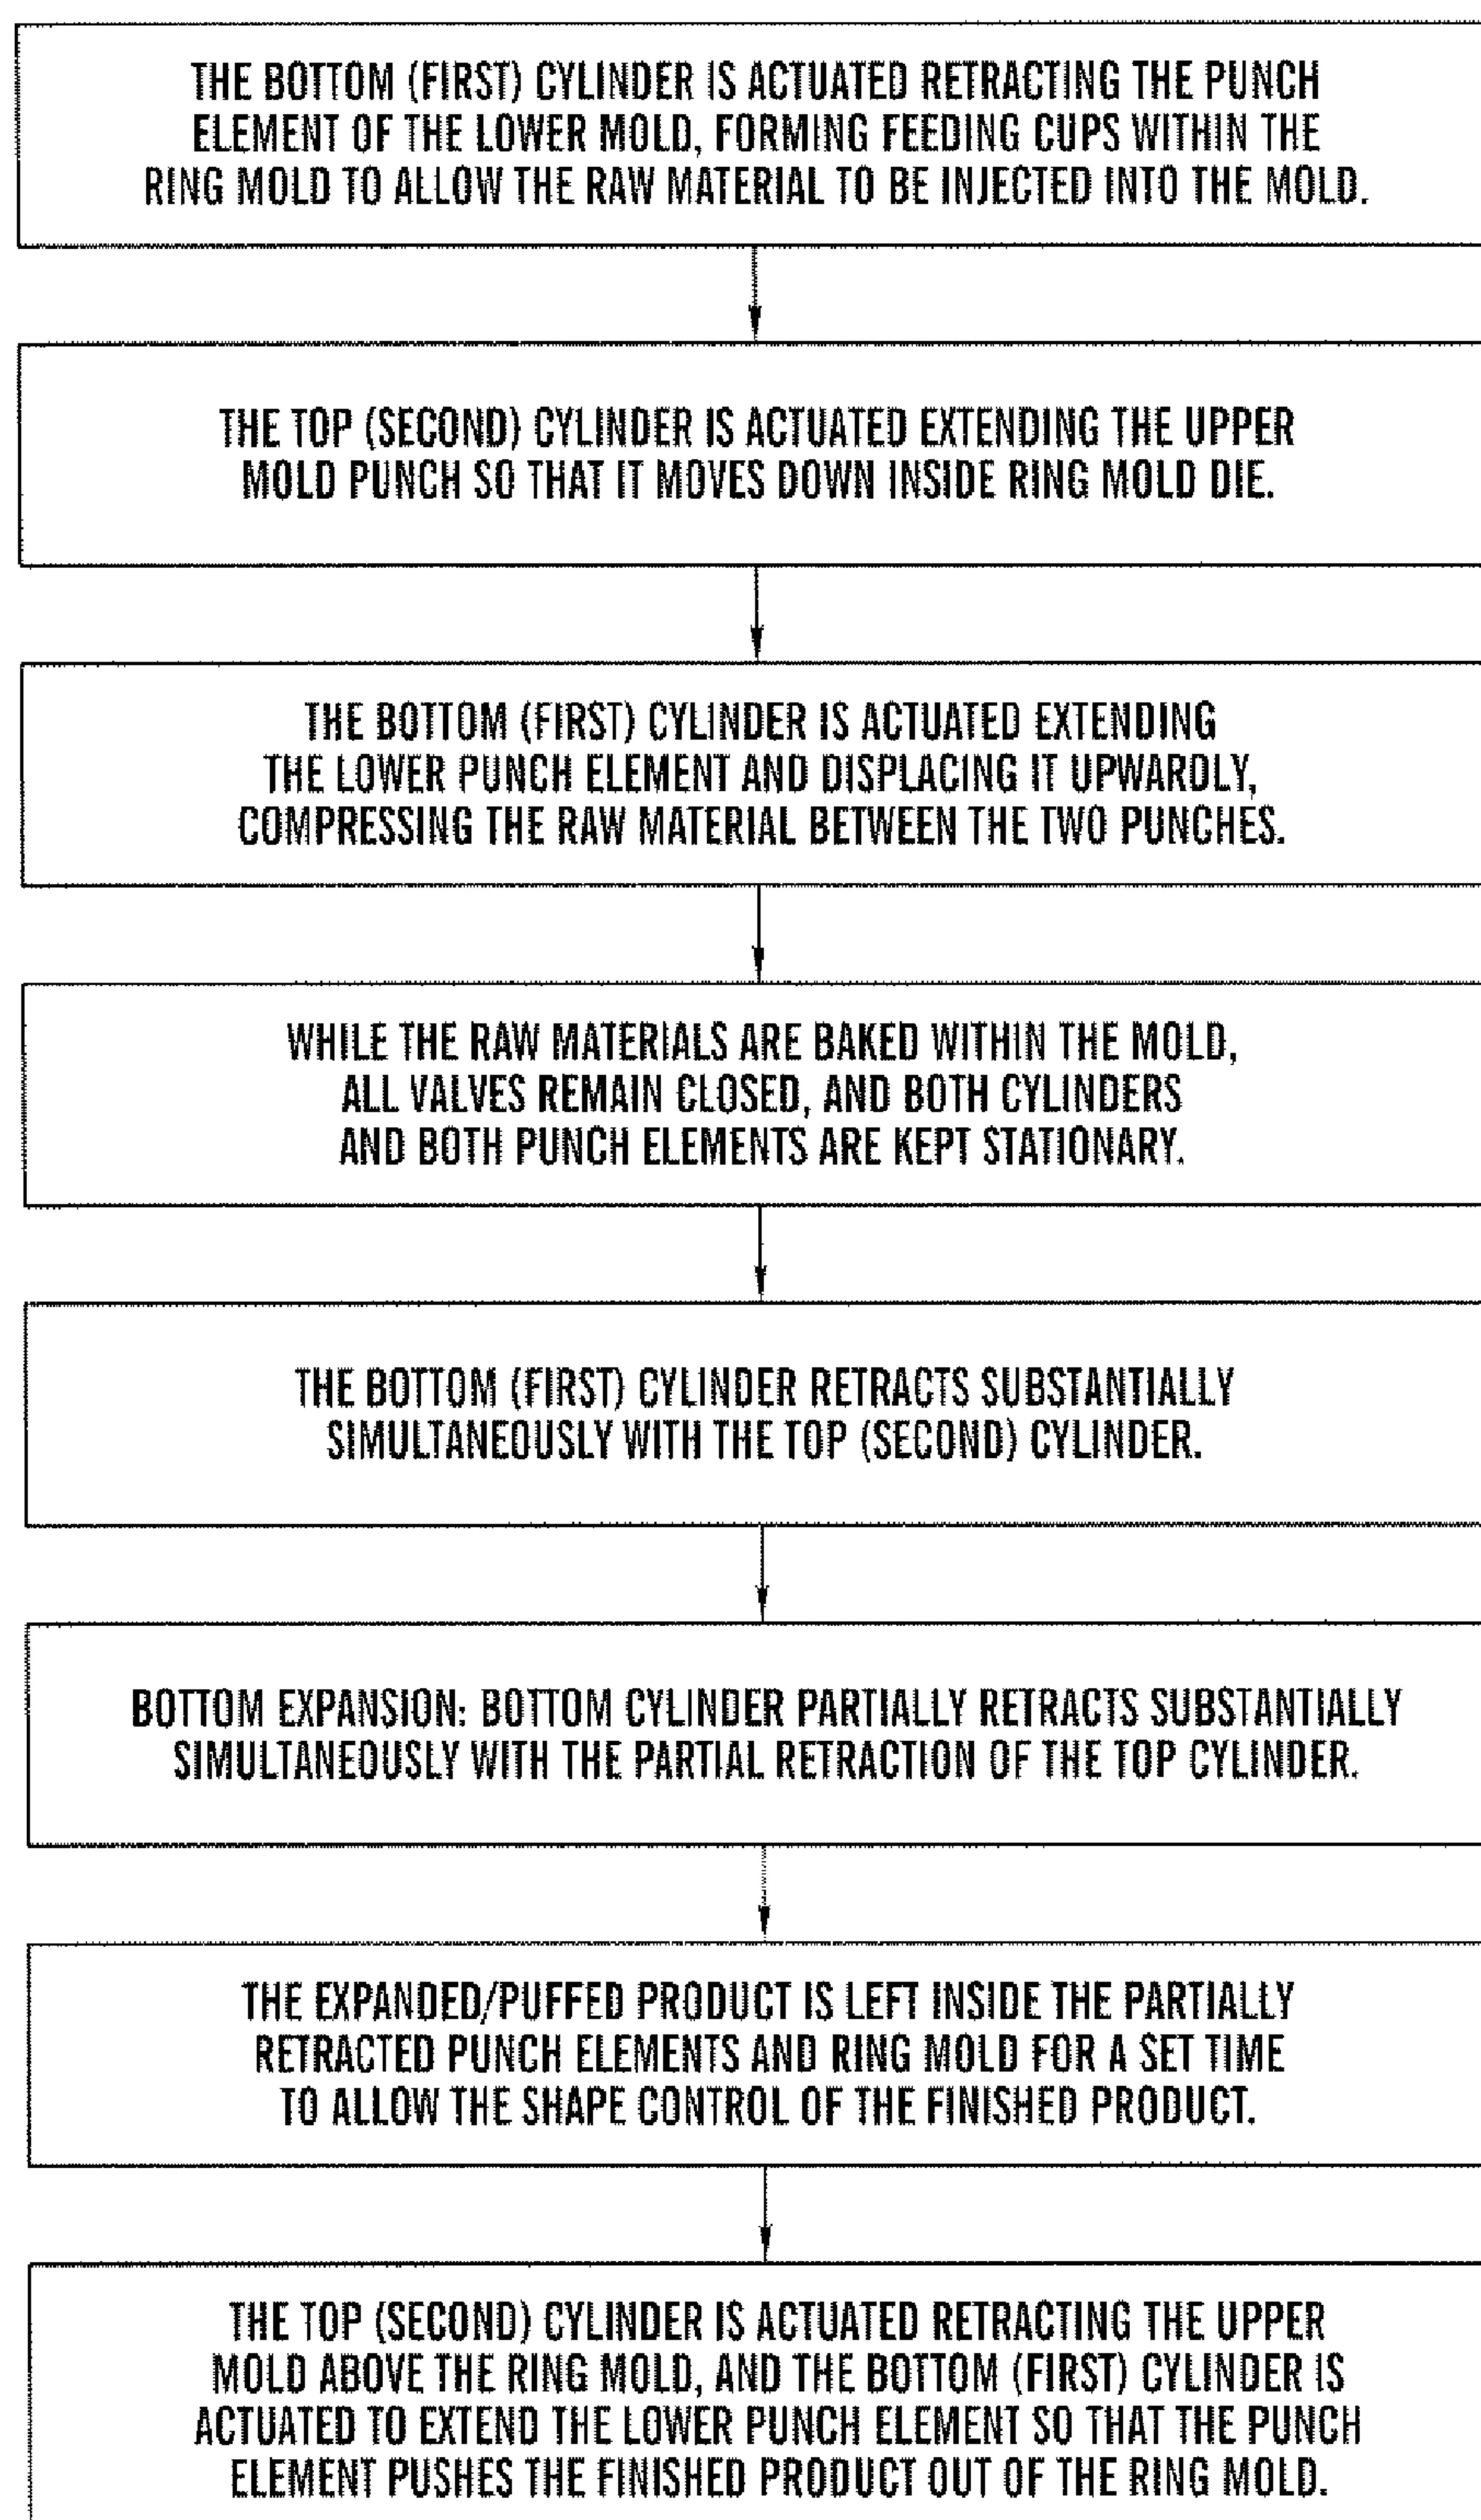 THE BOTTOM (FIRST) CYLINDER IS ACTUATED RETRACTING THE PUNCH
ELEMENT OF THE LOWER MOLD, FORMING FEEDING CUPS WITHIN THE
RING MOLD TO ALLOW THE RAW MATERIAL TO BE INJECTED INTO THE MOLD.
THE TOP (SECOND) CYLINDER IS ACTUATED EXTENDING THE UPPER
MOLD PUNCH SO THAT IT MOVES DOWN INSIDE RING MOLD DIE.
THE BOTTOM (FIRST) CYLINDER IS ACTUATED EXTENDING
THE LOWER PUNCH ELEMENT AND DISPLACING IT UPWARDLY,
COMPRESSING THE RAW MATERIAL BETWEEN THE TWO PUNCHES.
WHILE THE RAW MATERIALS ARE BAKED WITHIN THE MOLD,
ALL VALVES REMAIN CLOSED, AND BOTH CYLINDERS
AND BOTH PUNCH ELEMENTS ARE KEPT STATIONARY.
THE BOTTOM (FIRST) CYLINDER RETRACTS SUBSTANTIALLY
SIMULTANEOUSLY WITH THE TOP (SECOND) CYLINDER.
BOTTOM EXPANSION: BOTTOM CYLINDER PARTIALLY RETRACTS SUBSTANTIALLY
SIMULTANEOUSLY WITH THE PARTIAL RETRACTION OF THE TOP CYLINDER.
THE EXPANDED/PUFFED PRODUCT IS LEFT INSIDE THE PARTIALLY
RETRACTED PUNCH ELEMENTS AND RING MOLD FOR A SET TIME
TO ALLOW THE SHAPE CONTROL OF THE FINISHED PRODUCT.
THE TOP (SECOND) CYLINDER IS ACTUATED RETRACTING THE UPPER
MOLD ABOVE THE RING MOLD, AND THE BOTTOM (FIRST) CYLINDER IS
ACTUATED TO EXTEND THE LOWER PUNCH ELEMENT SO THAT THE PUNCH
ELEMENT PUSHES THE FINISHED PRODUCT OUT OF THE RING MOLD.